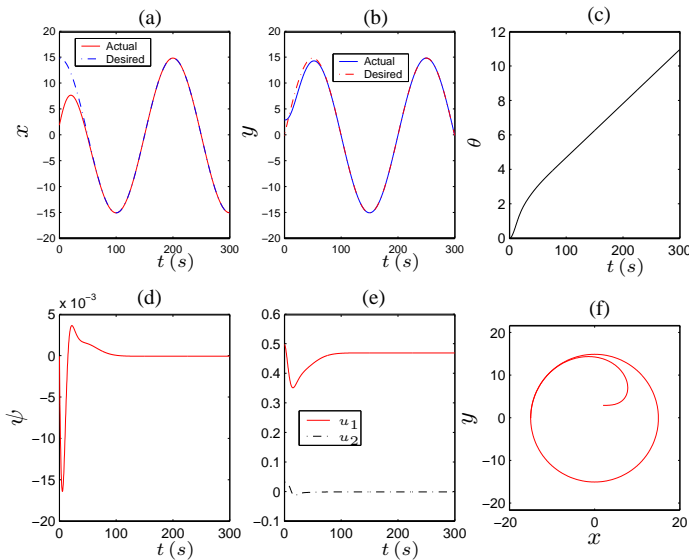 (a)
20
15
10
5
0
−5
−10
−15
−20
0
100
200
300
x
t (s)
Actual
Desired
(b)
20
15
10
5
0
−5
−10
−15
−20
0
100
200
300
y
t (s)
Actual
Desired
(c)
12
10
8
6
4
2
0
0
100
200
300
θ
t (s)
(d)
x 10⁻³
5
0
−5
−10
−15
−20
0
100
200
300
ψ
t (s)
(e)
0.6
0.5
0.4
0.3
0.2
0.1
0
−0.1
0
100
200
300
u₁
u₂
t (s)
(f)
20
10
0
−10
−20
−20
0
20
y
x